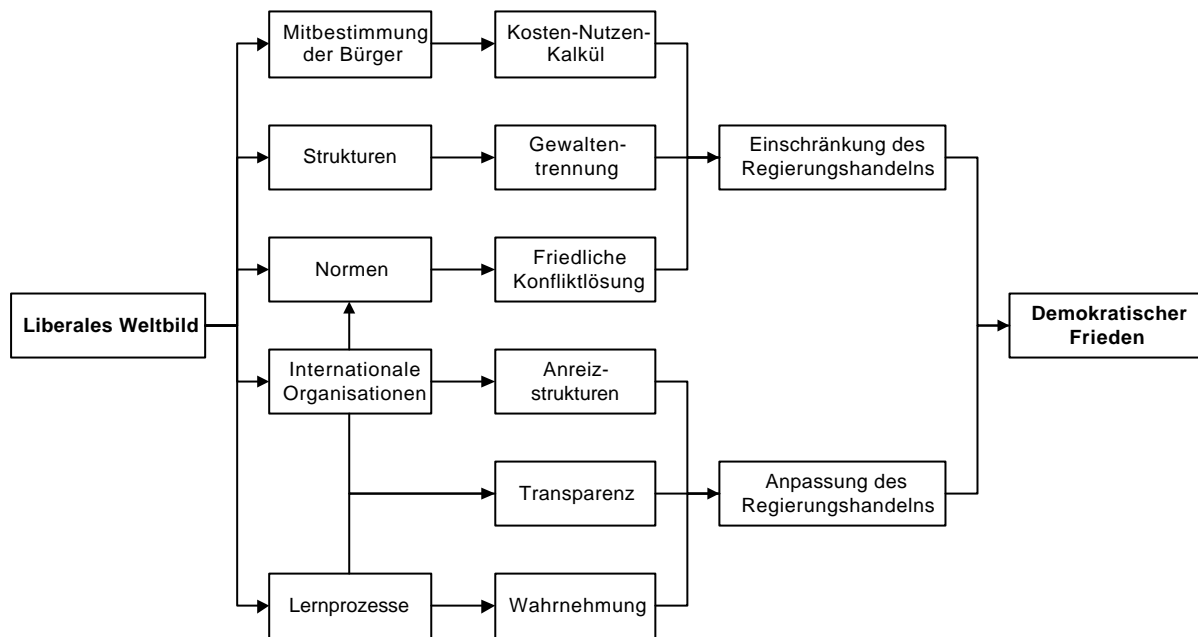 Mitbestimmung
der Bürger
Kosten-Nutzen-
Kalkül
Strukturen
Gewalten-
trennung
Einschränkung des
Regierungshandelns
Normen
Friedliche
Konfliktlösung
Liberales Weltbild
Demokratischer
Frieden
Internationale
Organisationen
Anreiz-
strukturen
Transparenz
Anpassung des
Regierungshandelns
Lernprozesse
Wahrnehmung